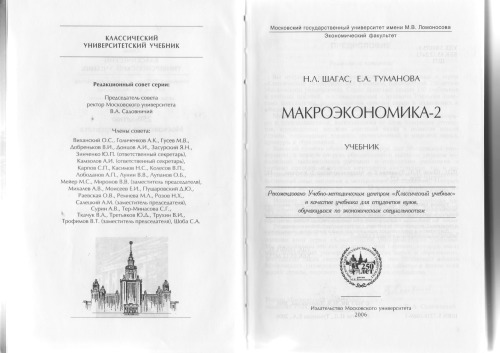 КЛАССИЧЕСКИЙ
УНИВЕРСИТЕТСКИЙ УЧЕБНИК
Редакционный совет серии:
Председатель совета
ректор Московского университета
В.А. Садовничий
Члены совета:
Виханский О.С., Голиченков А.К., Гусев М.В.,
Добреньков В.И., Донцов А.И., Засурский Я.Н.,
Зинченко Ю.П. (ответственный секретарь),
Камзолов А.И. (ответственный секретарь),
Карпов С.П., Касимов Н.С., Колесов В.П.,
Лободанов А.П., Лунин В.В., Лупанов О.Б.,
Мейер М.С., Миронов В.В. (заместитель председателя),
Михалев А.В., Моисеев Е.И., Пушаровский Д.Ю.,
Раевская О.В., Ремнева М.Л., Розов Н.Х.,
Салецкий А.М. (заместитель председателя),
Сурин А.В., Тер-Минасова С.Г.,
Ткачук В.А., Третьяков Ю.Д., Трухин В.И.,
Трофимов В.Т. (заместитель председателя), Шоба С.А.
Московский государственный университет имени М.В. Ломоносова
Экономический факультет
Н.Л. ШАГАС, Е.А. ТУМАНОВА
МАКРОЭКОНОМИКА-2
УЧЕБНИК
Рекомендовано Учебно-методическим центром «Классический учебник»
в качестве учебника для студентов вузов,
обучающихся по экономическим специальностям
250
ЛЕТ
Издательство Московского университета
2006